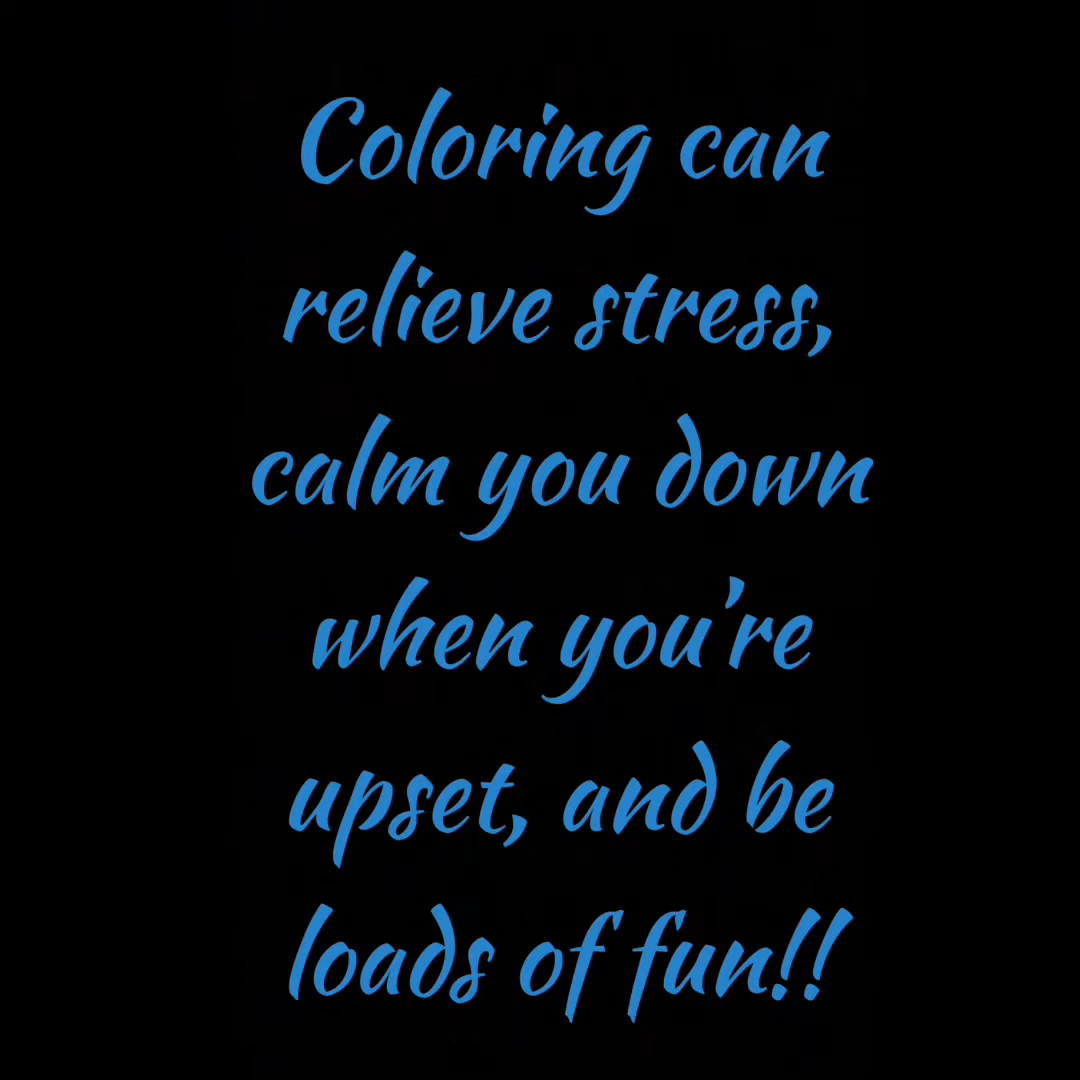 Coloring can
relieve stress,
calm you down
when you're
upset, and be
loads of fun!!